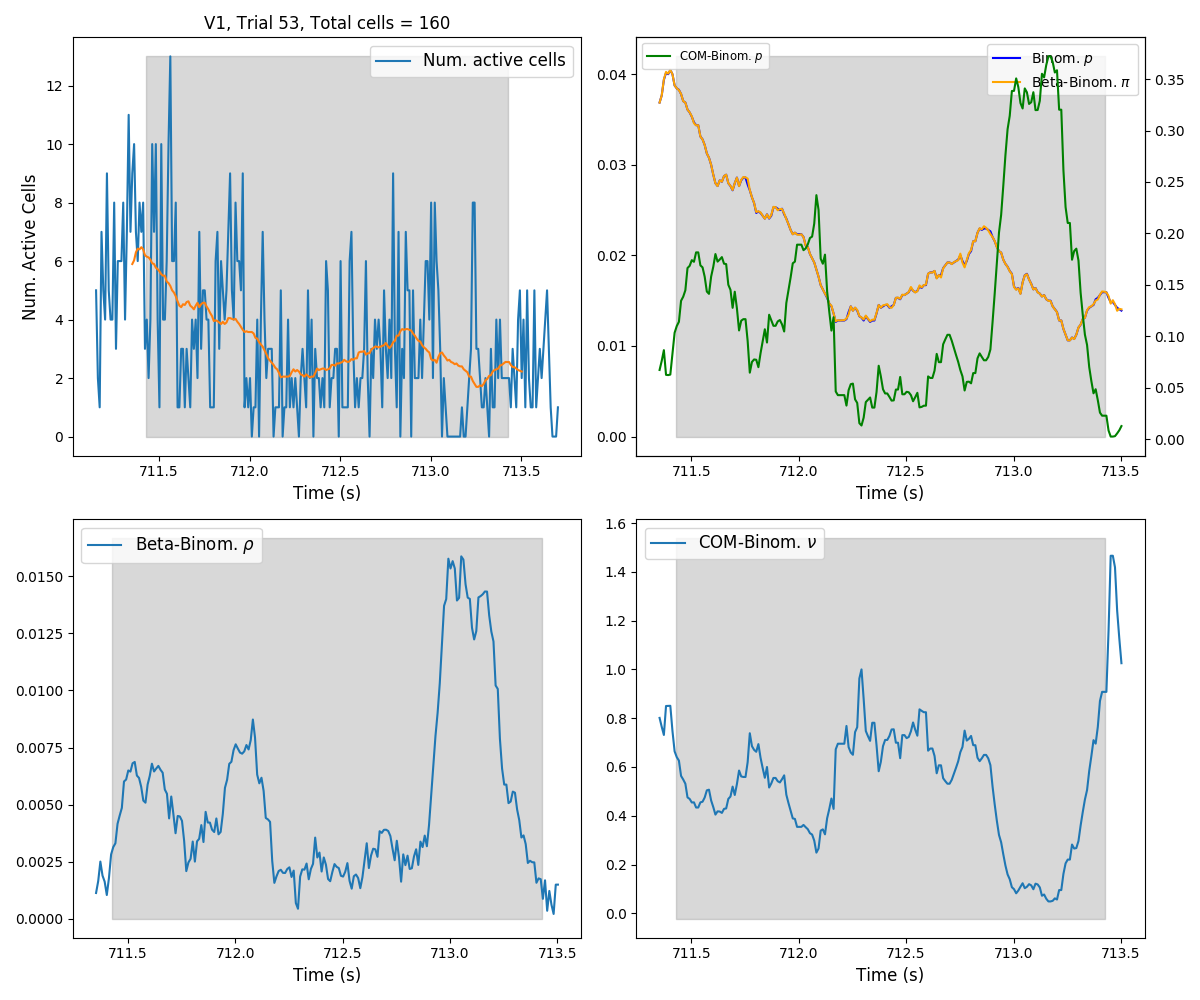 V1, Trial 53, Total cells = 160
Num. active cells
Num. Active Cells
12
10
8
6
4
2
0
711.5 712.0 712.5 713.0 713.5
Time (s)
COM-Binom. p
Binom. p
Beta-Binom. π
0.04
0.03
0.02
0.01
0.00
0.35
0.30
0.25
0.20
0.15
0.10
0.05
0.00
711.5 712.0 712.5 713.0 713.5
Time (s)
Beta-Binom. ρ
0.0150
0.0125
0.0100
0.0075
0.0050
0.0025
0.0000
711.5 712.0 712.5 713.0 713.5
Time (s)
COM-Binom. ν
1.6
1.4
1.2
1.0
0.8
0.6
0.4
0.2
0.0
711.5 712.0 712.5 713.0 713.5
Time (s)